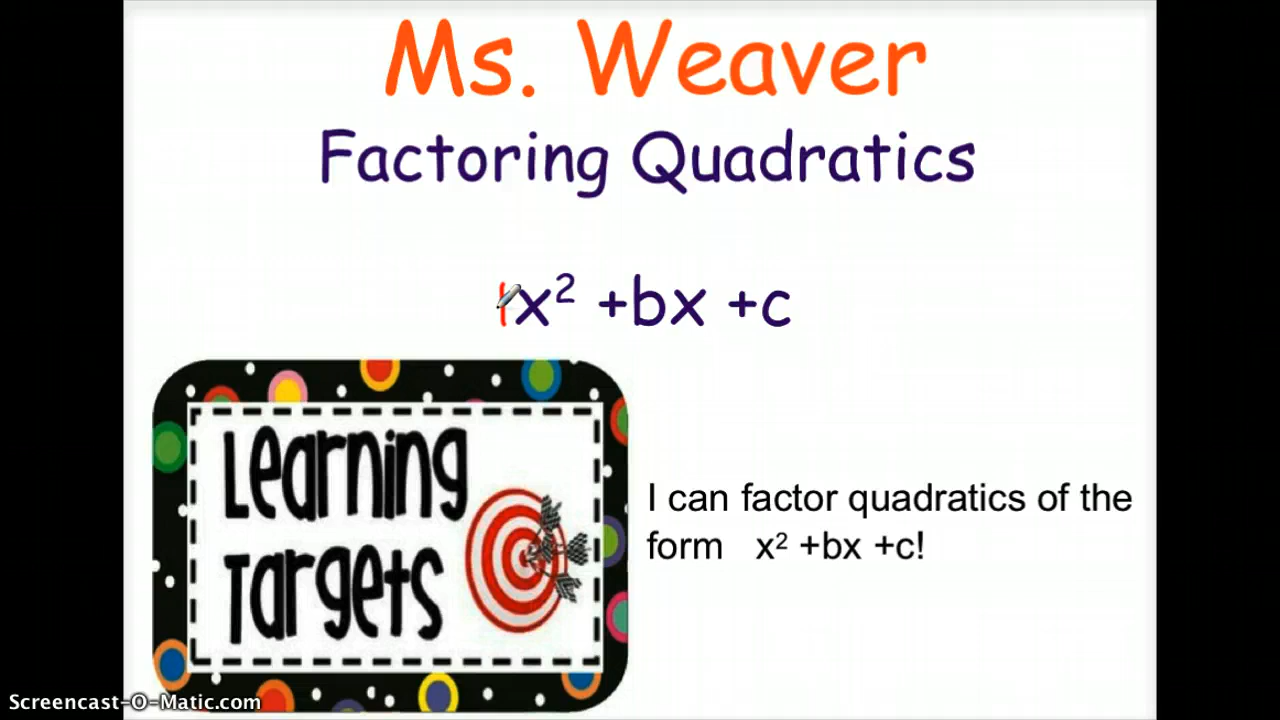 Ms. Weaver
Factoring Quadratics
1x² +bx +c
Learning
Targets
I can factor quadratics of the
form x² +bx +c!
Screencast-O-Matic.com